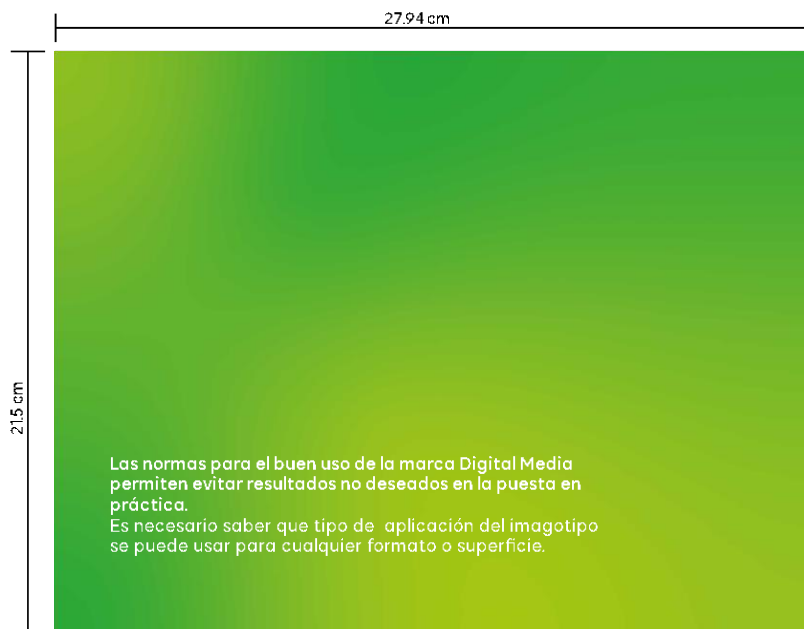 27.94 cm
21.5 cm
Las normas para el buen uso de la marca Digital Media
permiten evitar resultados no deseados en la puesta en
práctica.
Es necesario saber que tipo de  aplicación del imagotipo
se puede usar para cualquier formato o superficie.